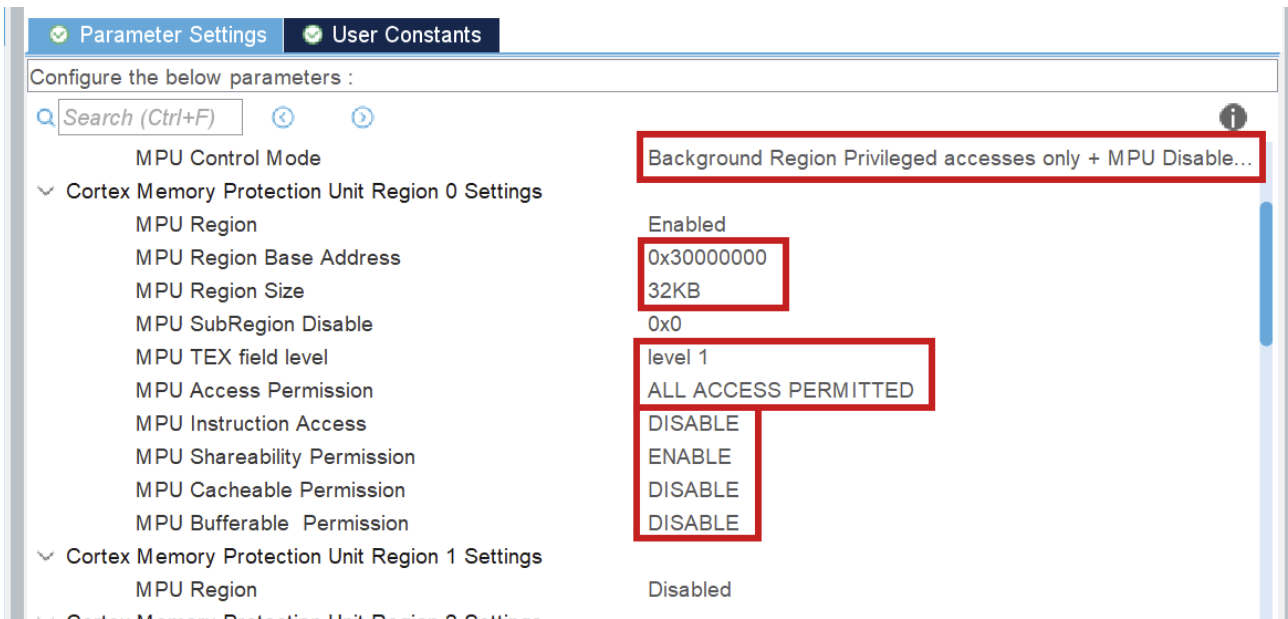 Parameter Settings User Constants
Configure the below parameters :
Search (Ctrl+F)
MPU Control Mode Background Region Privileged accesses only + MPU Disable...
Cortex Memory Protection Unit Region 0 Settings
MPU Region Enabled
MPU Region Base Address 0x30000000
MPU Region Size 32KB
MPU SubRegion Disable 0x0
MPU TEX field level level 1
MPU Access Permission ALL ACCESS PERMITTED
MPU Instruction Access DISABLE
MPU Shareability Permission ENABLE
MPU Cacheable Permission DISABLE
MPU Bufferable Permission DISABLE
Cortex Memory Protection Unit Region 1 Settings
MPU Region Disabled